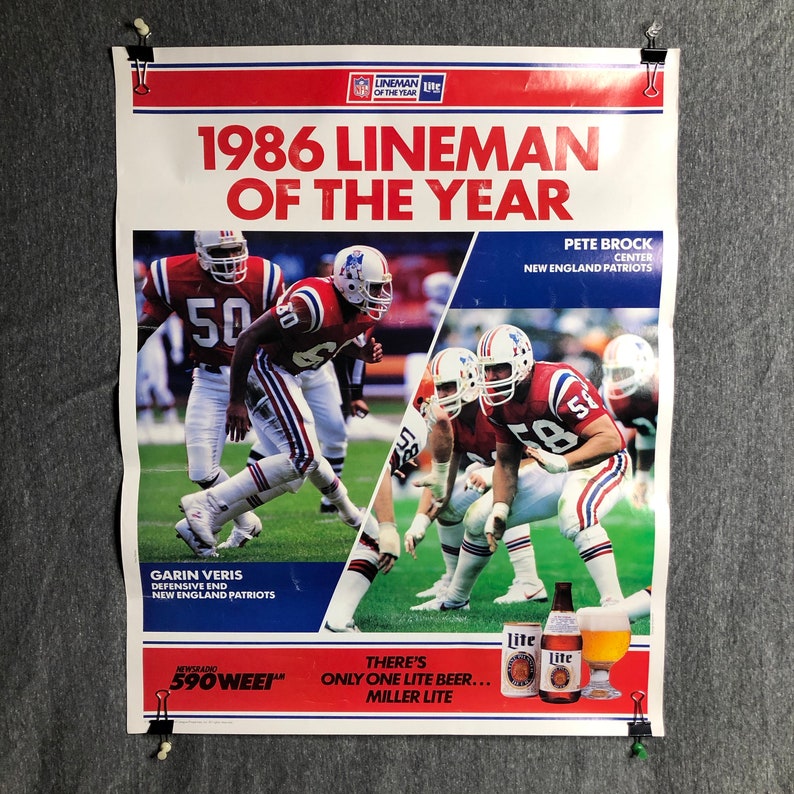 NFL
LINEMAN
OF THE YEAR
Lite
1986 LINEMAN
OF THE YEAR
PETE BROCK
CENTER
NEW ENGLAND PATRIOTS
50
60
58
58
GARIN VERIS
DEFENSIVE END
NEW ENGLAND PATRIOTS
NEWSRADIO
590 WEEI AM
THERE'S
ONLY ONE LITE BEER...
MILLER LITE
Lite
Lite